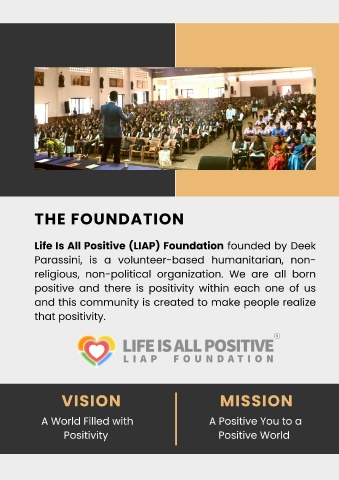 THE FOUNDATION
Life Is All Positive (LIAP) Foundation founded by Deek
Parassini, is a volunteer-based humanitarian, non-
religious, non-political organization. We are all born
positive and there is positivity within each one of us
and this community is created to make people realize
that positivity.
LIFE IS ALL POSITIVE®
LIAP FOUNDATION
VISION
A World Filled with
Positivity
MISSION
A Positive You to a
Positive World